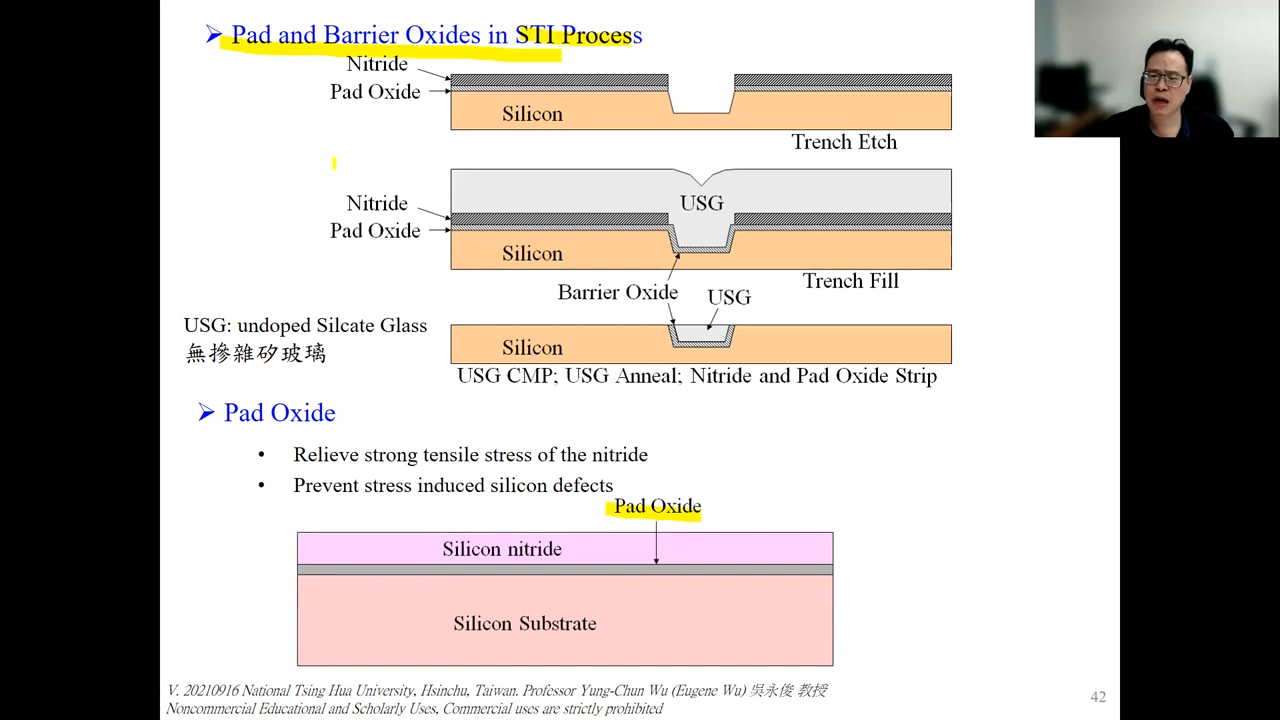 ➢ Pad and Barrier Oxides in STI Process
Nitride
Pad Oxide
Silicon
Trench Etch
USG
Nitride
Pad Oxide
Silicon
Trench Fill
Barrier Oxide
USG
USG: undoped Silcate Glass
無摻雜矽玻璃
Silicon
USG CMP; USG Anneal; Nitride and Pad Oxide Strip
➢ Pad Oxide
• Relieve strong tensile stress of the nitride
• Prevent stress induced silicon defects
Pad Oxide
Silicon nitride
Silicon Substrate
V. 20210916 National Tsing Hua University, Hsinchu, Taiwan. Professor Yung-Chun Wu (Eugene Wu) 吳永俊 教授
Noncommercial Educational and Scholarly Uses, Commercial uses are strictly prohibited
42